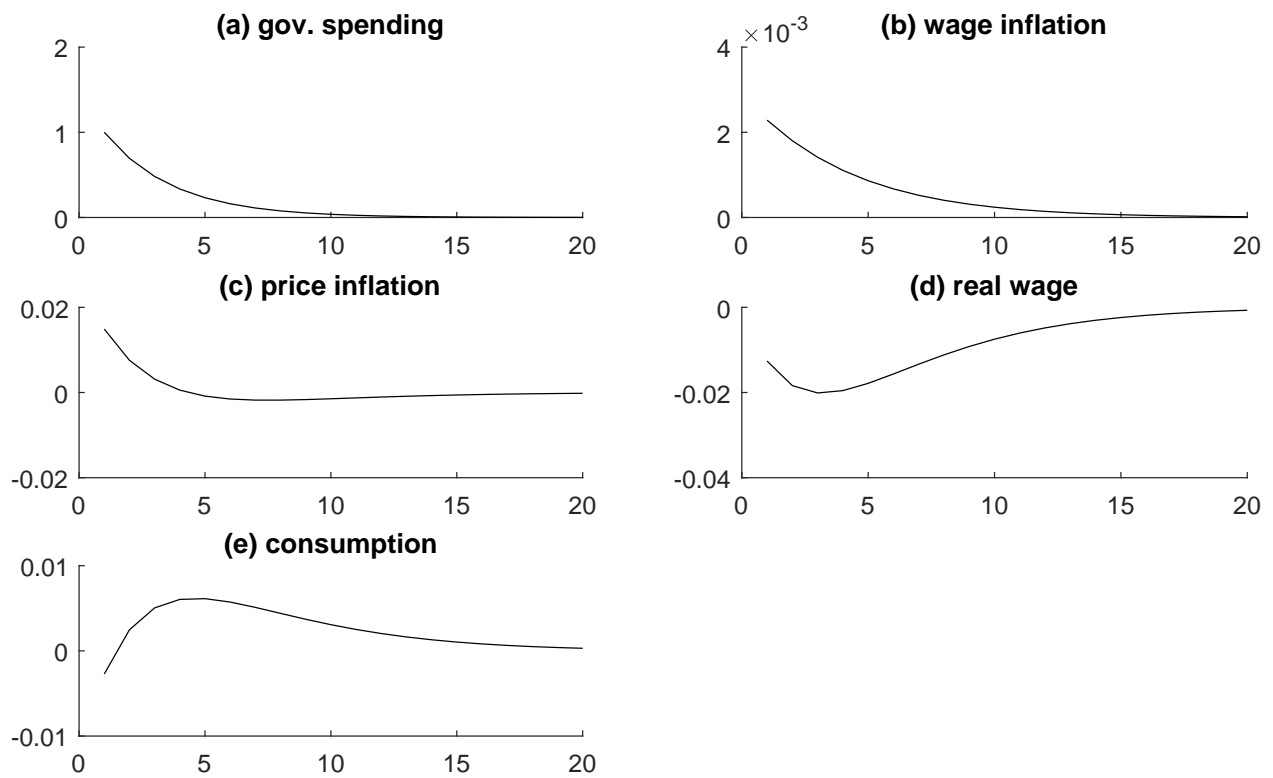 (a) gov. spending
2
1
0
0 5 10 15 20
(b) wage inflation
4 ×10⁻³
2
0
0 5 10 15 20
(c) price inflation
0.02
0
-0.02
0 5 10 15 20
(d) real wage
0
-0.02
-0.04
0 5 10 15 20
(e) consumption
0.01
0
-0.01
0 5 10 15 20